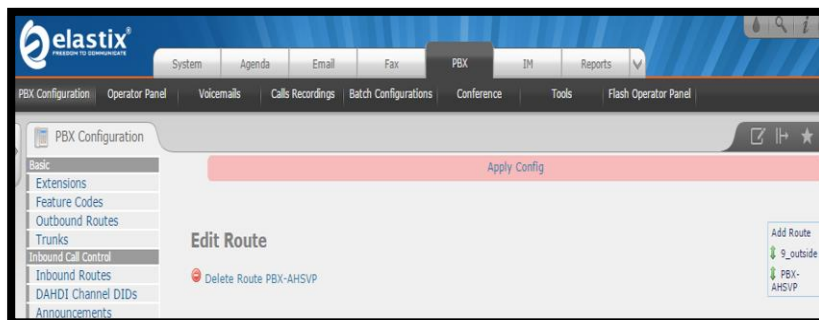 elastix®
FREEDOM TO COMMUNICATE
System Agenda Email Fax PBX IM Reports
PBX Configuration Operator Panel Voicemails Calls Recordings Batch Configurations Conference Tools Flash Operator Panel
PBX Configuration
Basic
Extensions
Feature Codes
Outbound Routes
Trunks
Inbound Call Control
Inbound Routes
DAHDI Channel DIDs
Announcements
Apply Config
Edit Route
Delete Route PBX-AHSVP
Add Route
9_outside
PBX-
AHSVP